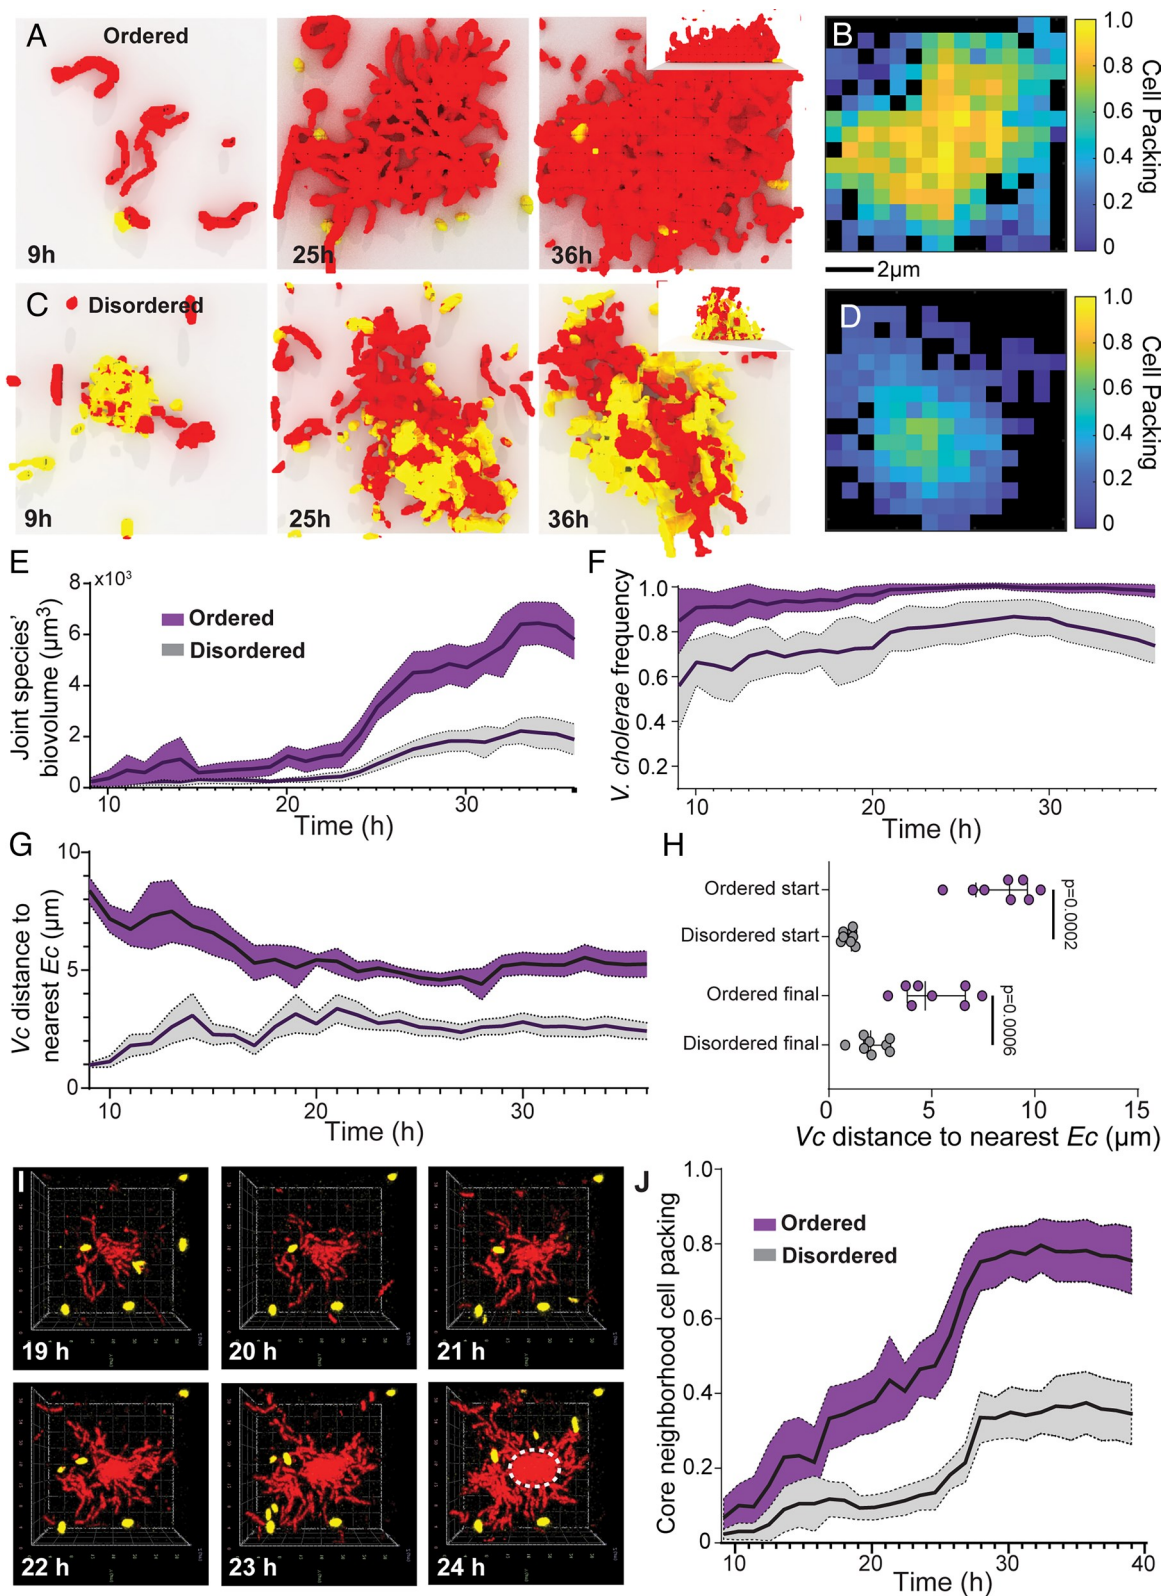 A
Ordered
9h
25h
36h
B
1.0
0.8
0.6
0.4
0.2
0
Cell Packing
2μm
C
Disordered
9h
25h
36h
D
1.0
0.8
0.6
0.4
0.2
0
Cell Packing
E
x10³
8
6
4
2
0
Joint species'
biovolume (μm³)
Ordered
Disordered
10
20
30
Time (h)
F
1.0
0.8
0.6
0.4
0.2
V. cholerae frequency
10
20
30
Time (h)
G
10
5
0
Vc distance to
nearest Ec (μm)
10
20
30
Time (h)
H
Ordered start
Disordered start
Ordered final
Disordered final
p=0.0002
p=0.0006
0
5
10
15
Vc distance to nearest Ec (μm)
I
19 h
20 h
21 h
22 h
23 h
24 h
J
1.0
0.8
0.6
0.4
0.2
0
Core neighborhood cell packing
Ordered
Disordered
10
20
30
40
Time (h)